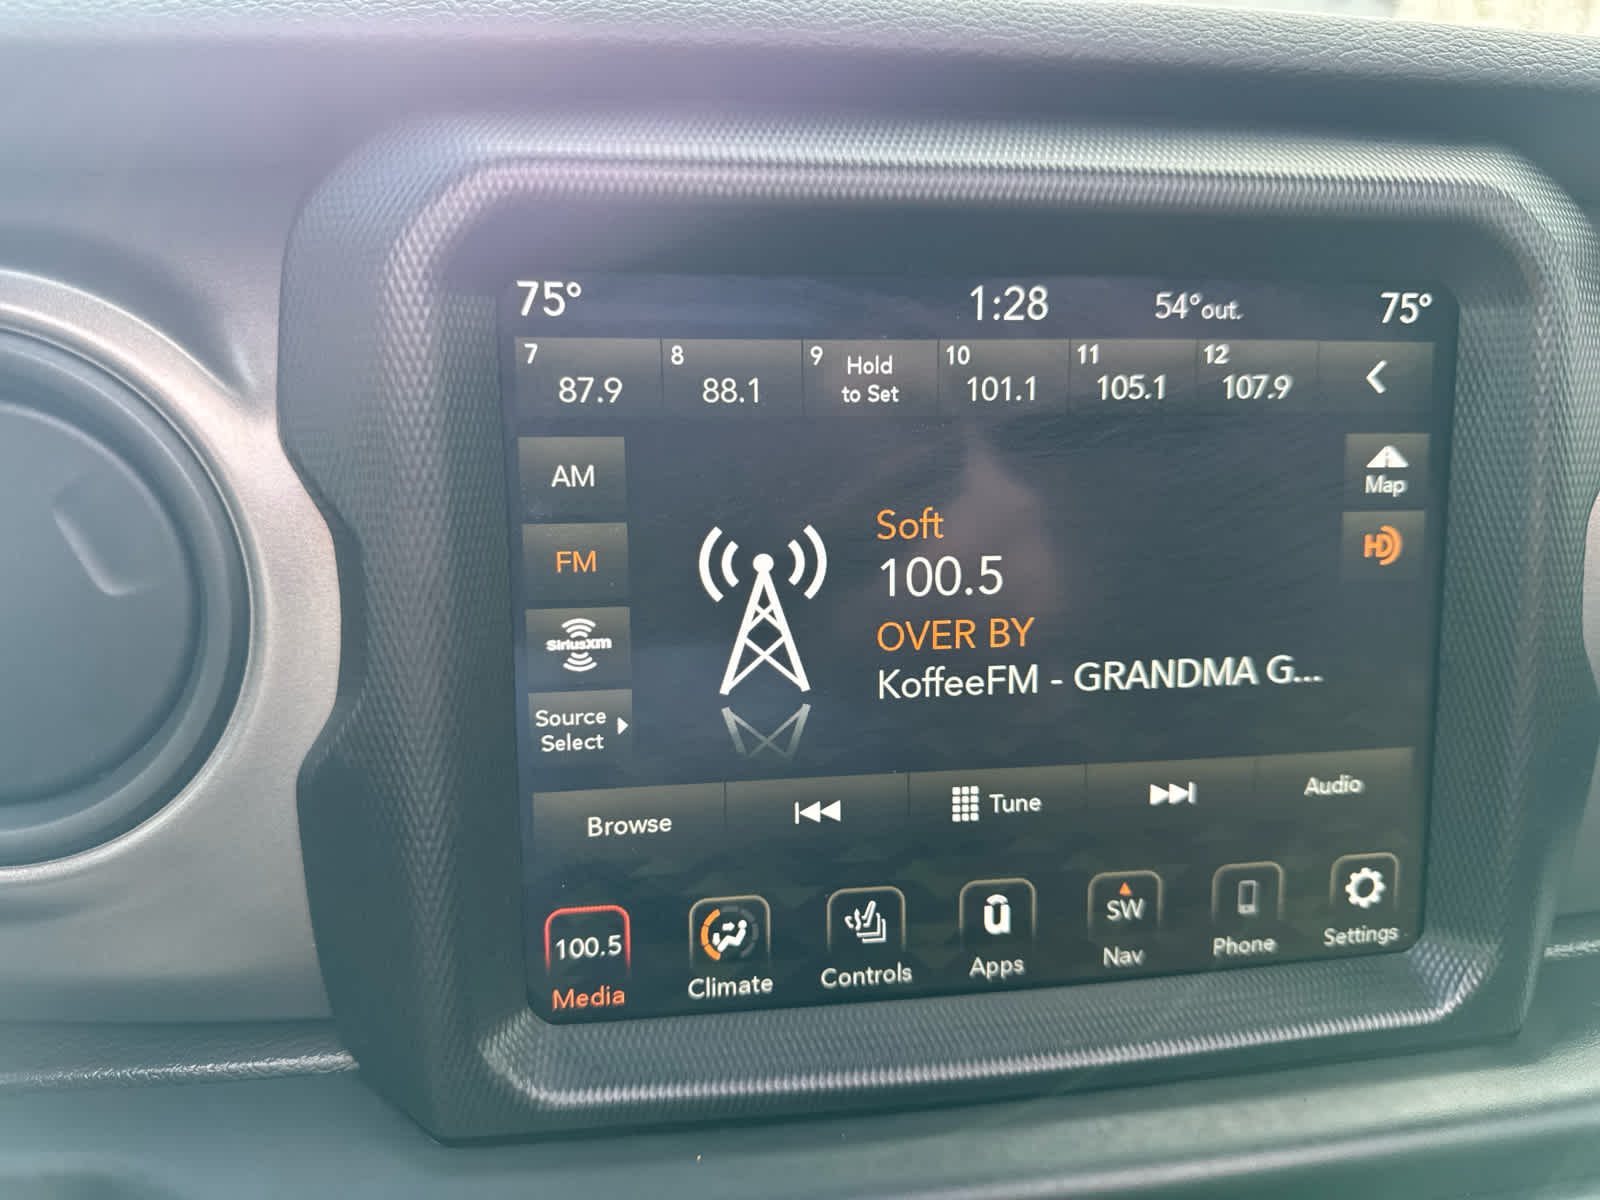 75° 1:28 54°out. 75°
7 87.9 8 88.1 9 Hold to Set 10 101.1 11 105.1 12 107.9
AM
FM
SiriusXM
Source
Select
Soft
100.5
OVER BY
KoffeeFM - GRANDMA G...
Map
HD
Browse Tune Audio
100.5 SW
Media Climate Controls Apps Nav Phone Settings